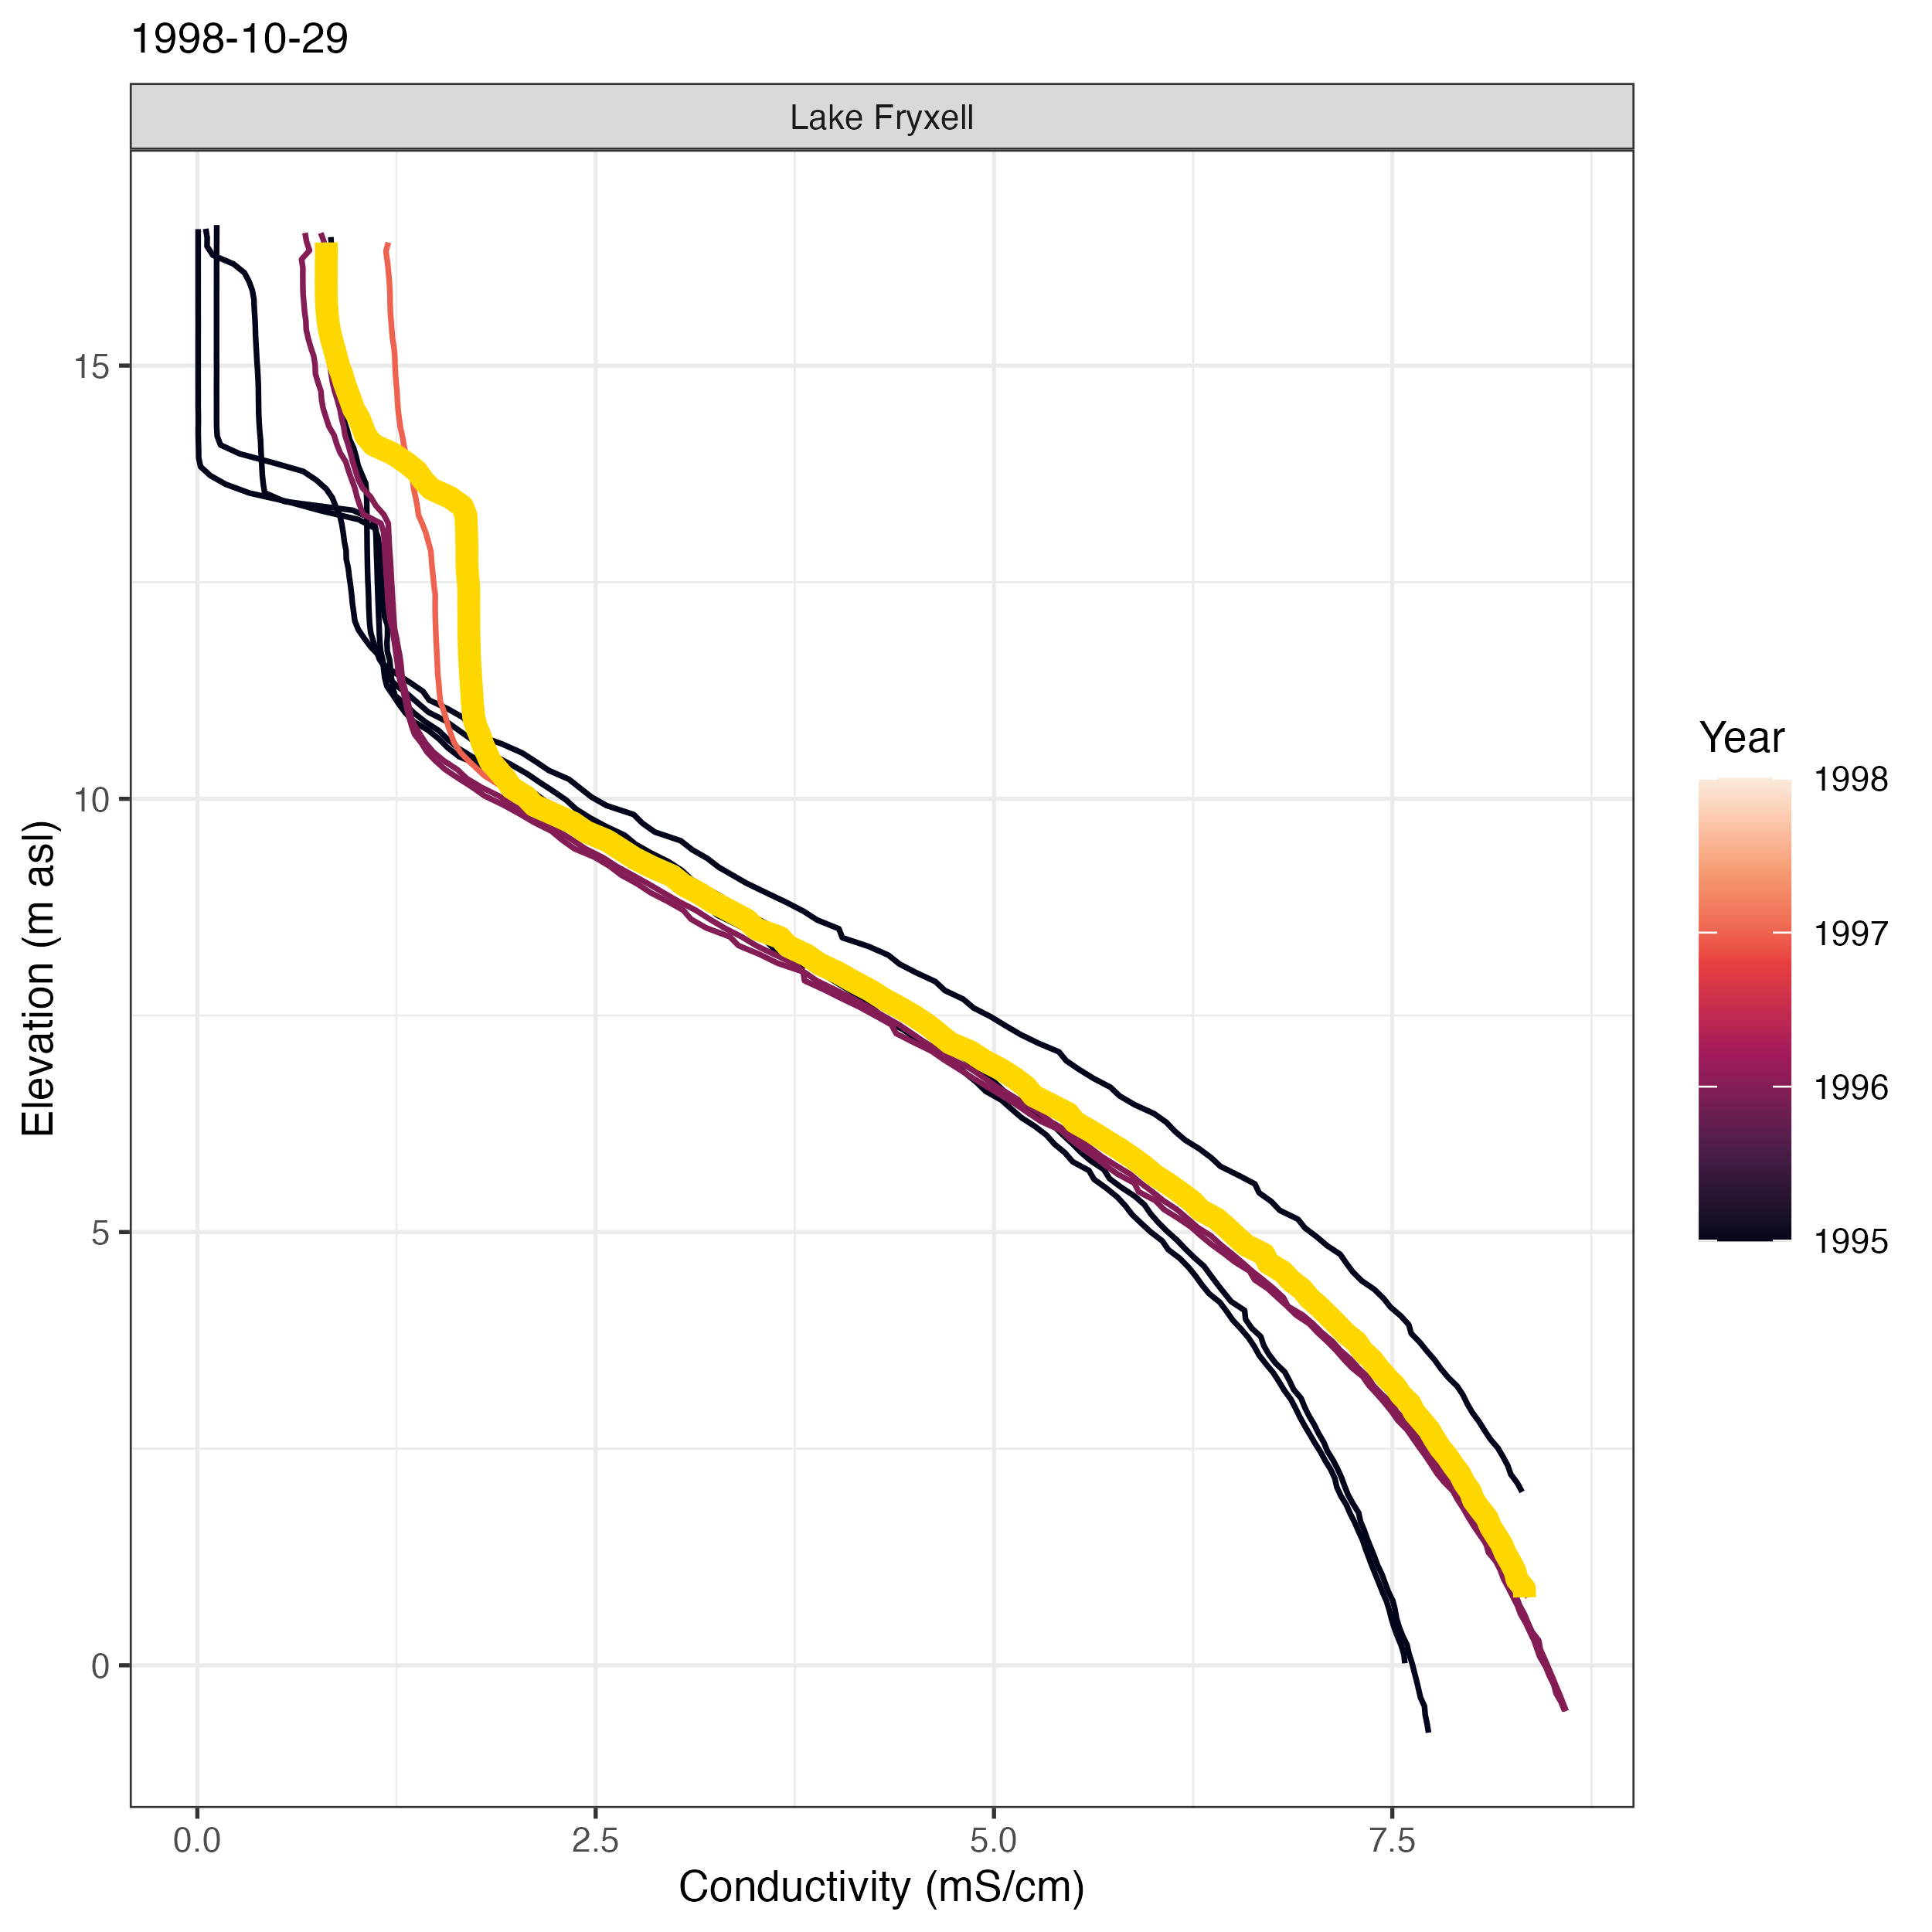 1998-10-29
Lake Fryxell
15
10
5
0
Elevation (m asl)
0.0 2.5 5.0 7.5
Conductivity (mS/cm)
Year
1998
1997
1996
1995